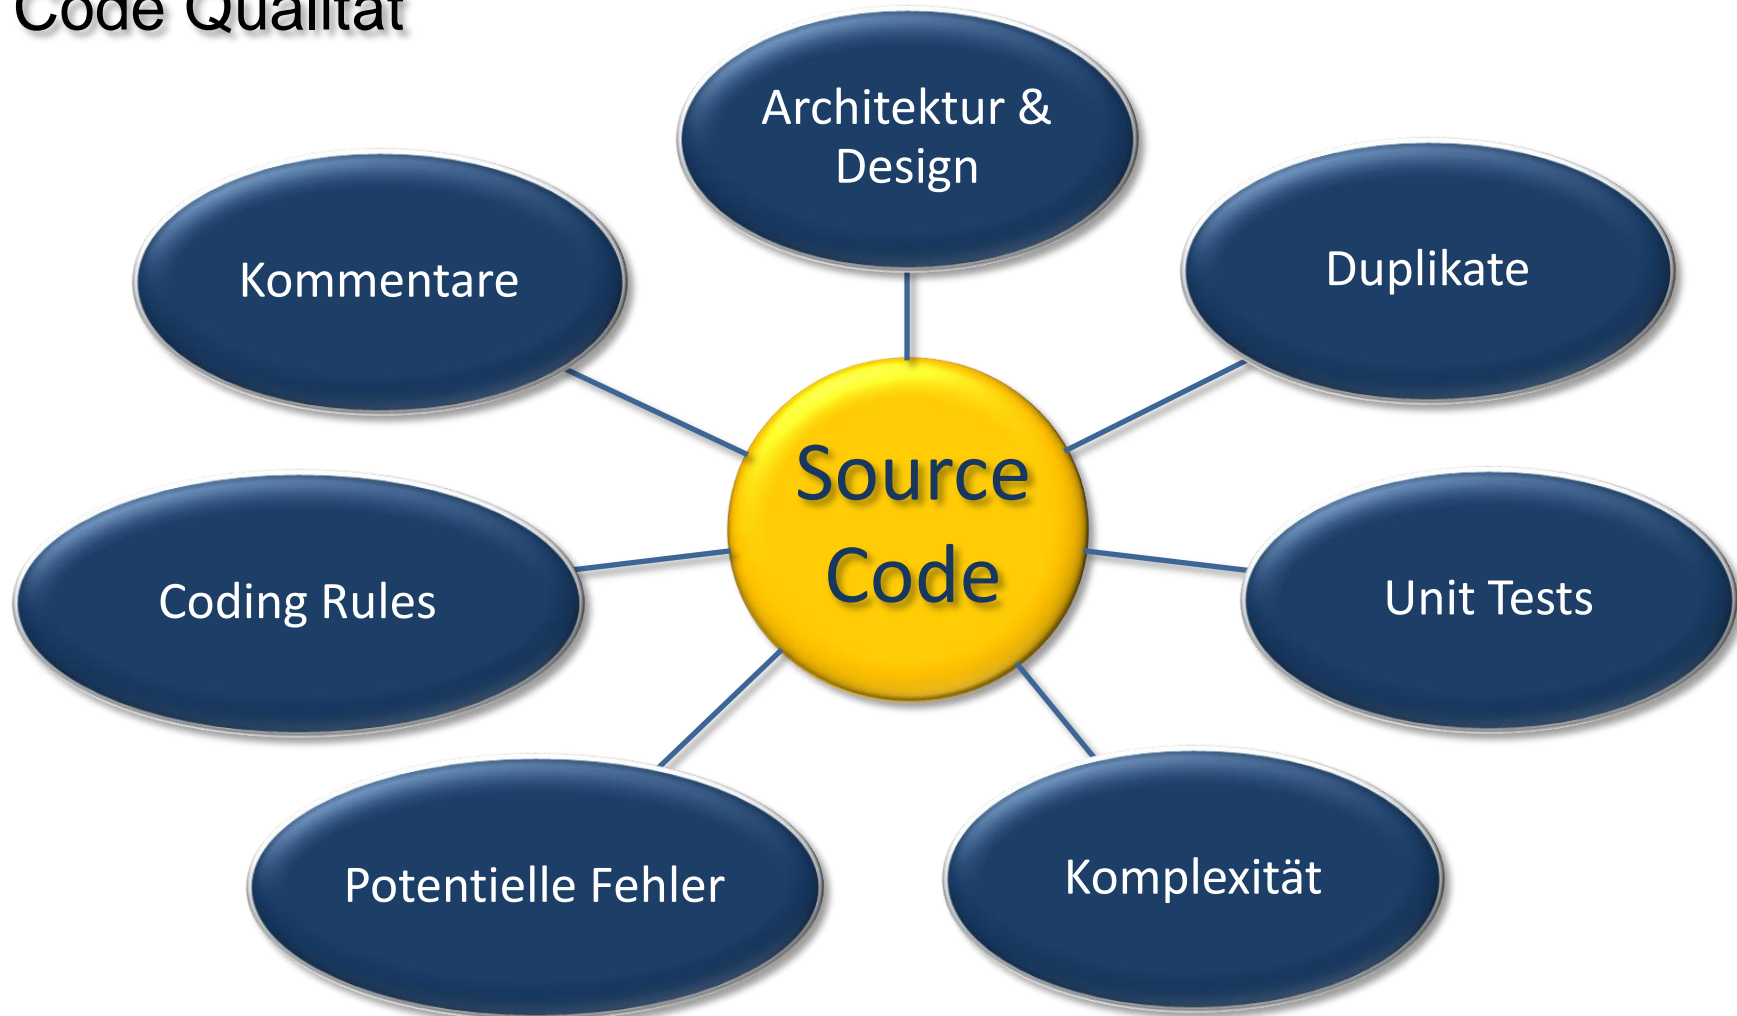 Code Qualität
Architektur &
Design
Kommentare
Duplikate
Source
Code
Coding Rules
Unit Tests
Potentielle Fehler
Komplexität